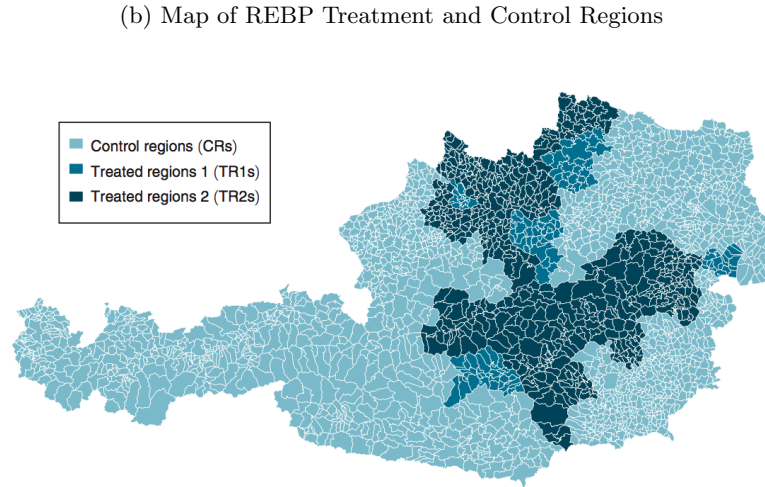 (b) Map of REBP Treatment and Control Regions
Control regions (CRs)
Treated regions 1 (TR1s)
Treated regions 2 (TR2s)